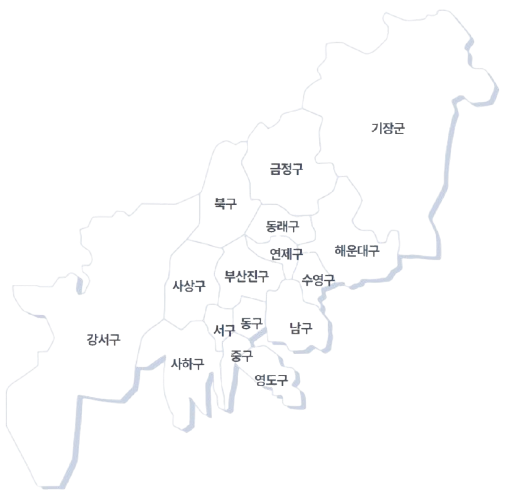 기장군
금정구
북구
동래구
해운대구
연제구
부산진구
수영구
사상구
서구
동구
남구
강서구
중구
사하구
영도구